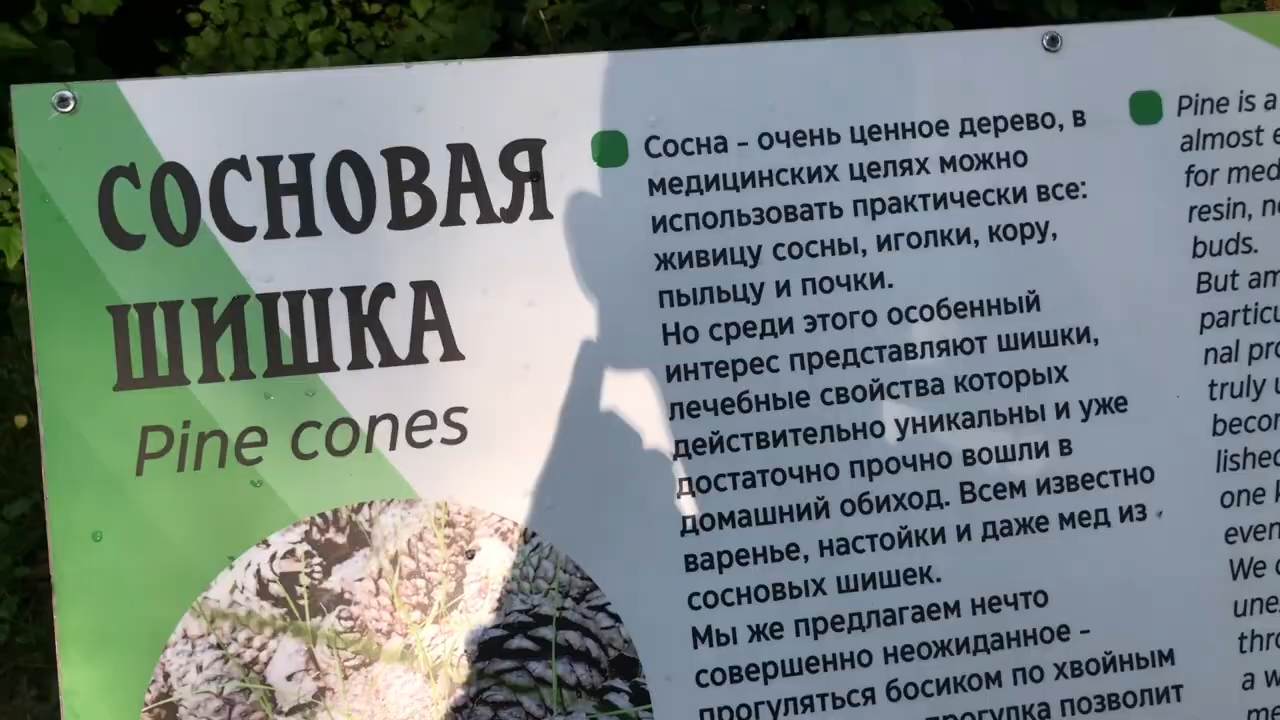 СОСНОВАЯ
ШИШКА
Pine cones
Сосна - очень ценное дерево, в
медицинских целях можно
использовать практически все:
живицу сосны, иголки, кору,
пыльцу и почки.
Но среди этого особенный
интерес представляют шишки,
лечебные свойства которых
действительно уникальны и уже
достаточно прочно вошли в
домашний обиход. Всем известно
варенье, настойки и даже мед из
сосновых шишек.
Мы же предлагаем нечто
совершенно неожиданное -
прогуляться босиком по хвойным
прогулка позволит
Pine is a
almost
for med
resin,
buds.
But am
particu
nal pro
truly
becom
lished
one
even
We
une
thro
a w
me